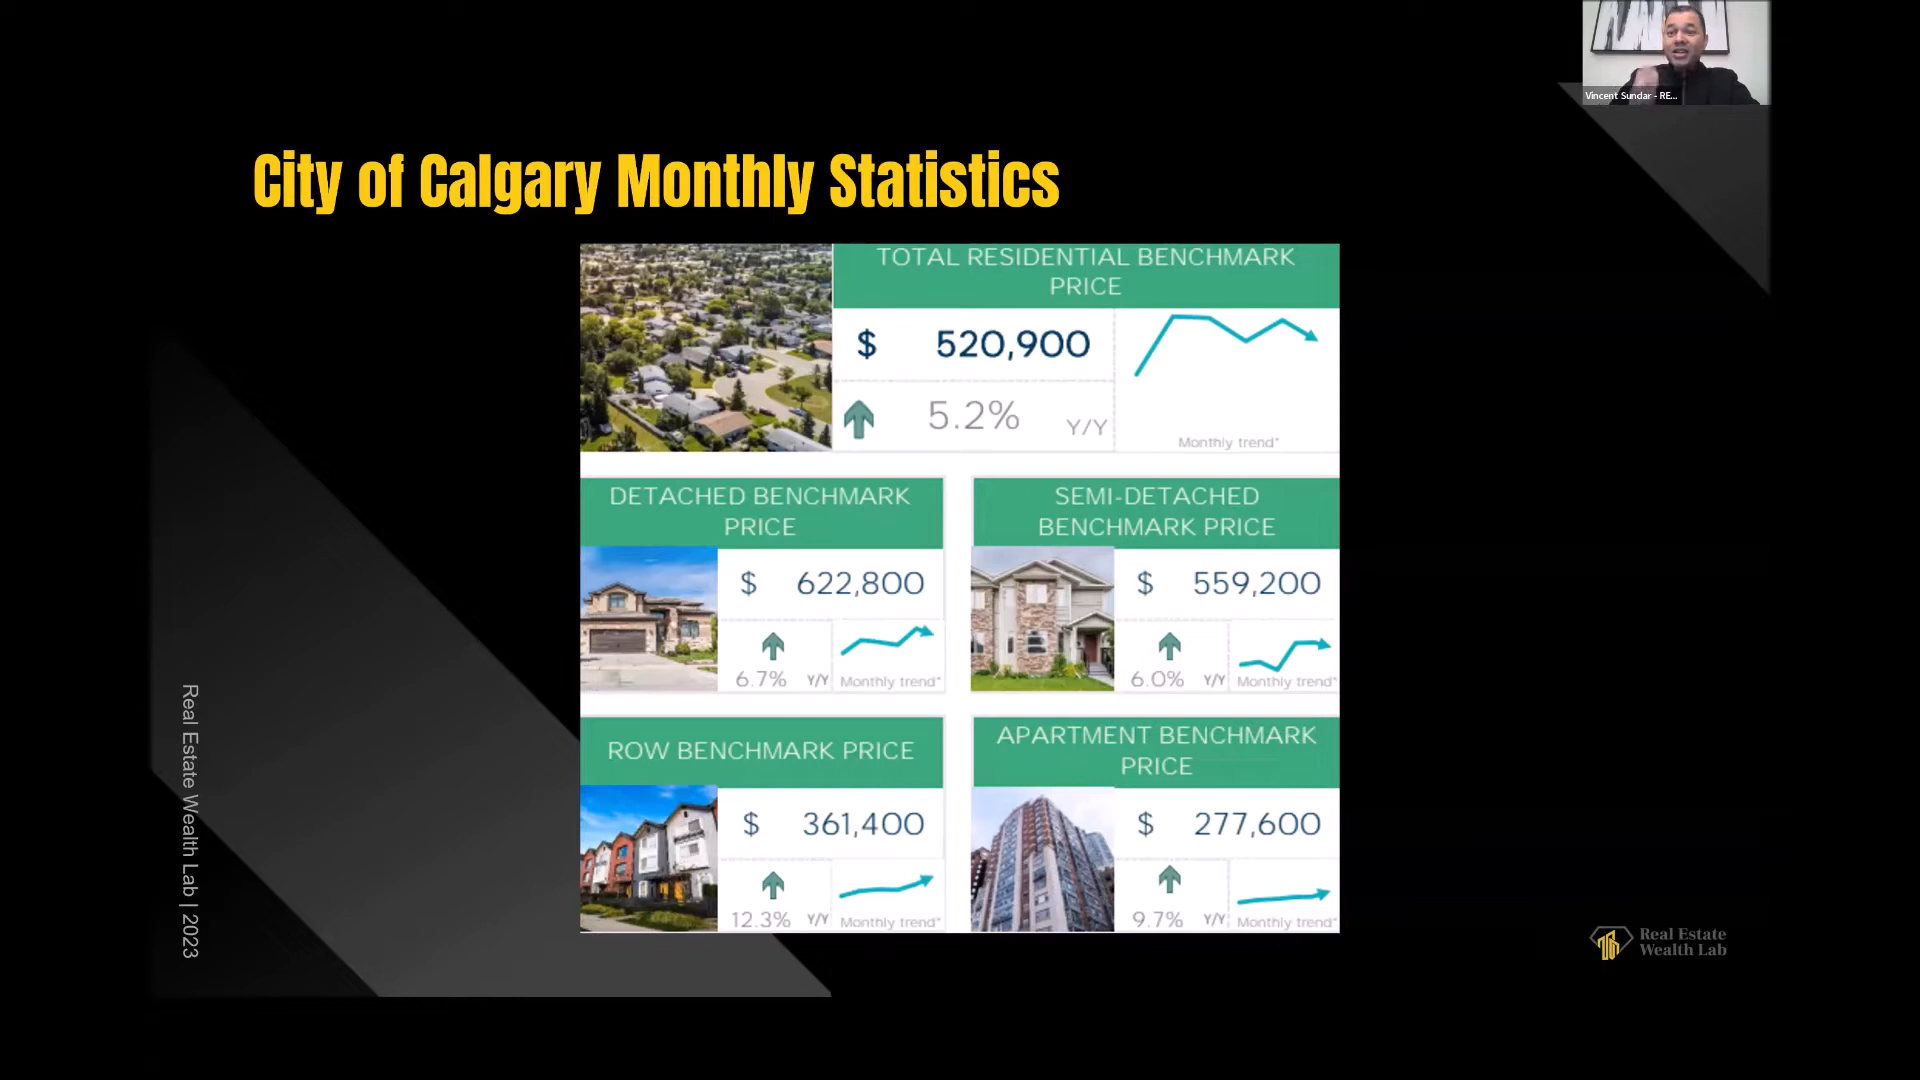 Vincent Sundar - RE...
City of Calgary Monthly Statistics
TOTAL RESIDENTIAL BENCHMARK
PRICE
$ 520,900
5.2% Y/Y
Monthly trend*
DETACHED BENCHMARK
PRICE
$ 622,800
6.7% Y/Y Monthly trend*
SEMI-DETACHED
BENCHMARK PRICE
$ 559,200
6.0% Y/Y Monthly trend*
ROW BENCHMARK PRICE
$ 361,400
12.3% Y/Y Monthly trend*
APARTMENT BENCHMARK
PRICE
$ 277,600
9.7% Y/Y Monthly trend*
Real Estate Wealth Lab | 2023
Real Estate
Wealth Lab